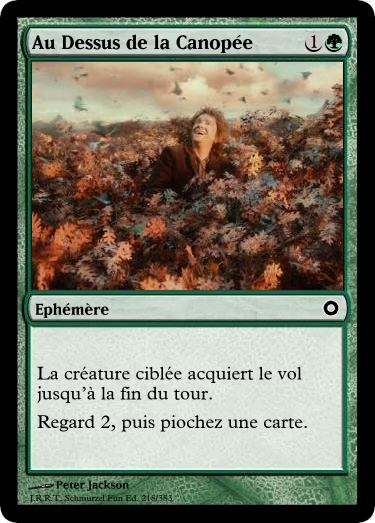 Au Dessus de la Canopée 1
Ephémère
La créature ciblée acquiert le vol
jusqu'à la fin du tour.
Regard 2, puis piochez une carte.
Peter Jackson
J.R.R.T. Schnurzel Fun Ed. 218/383